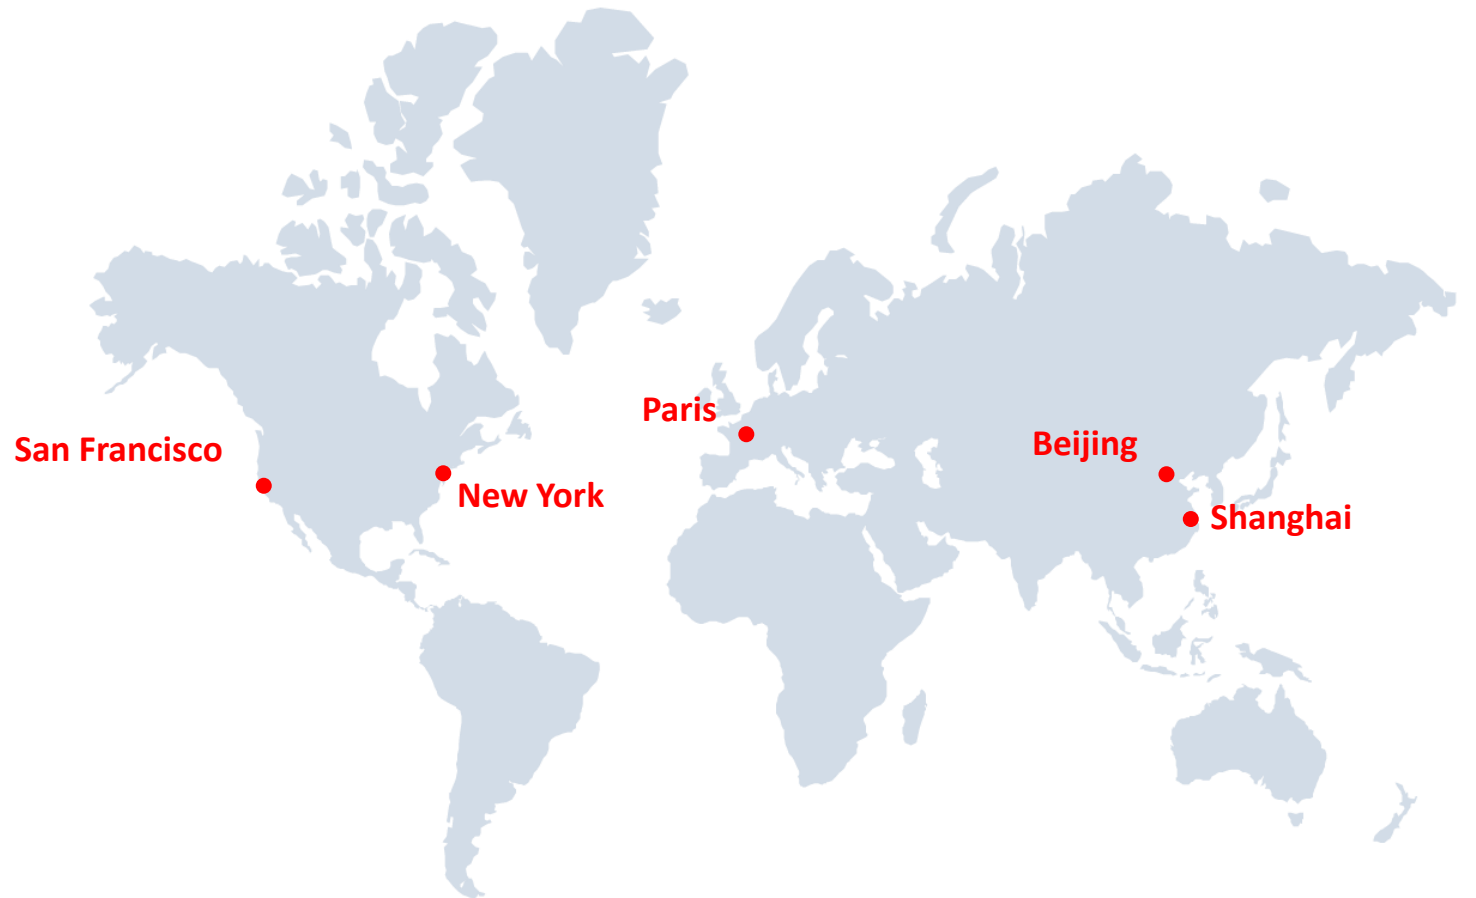 Paris
San Francisco
Beijing
New York
Shanghai